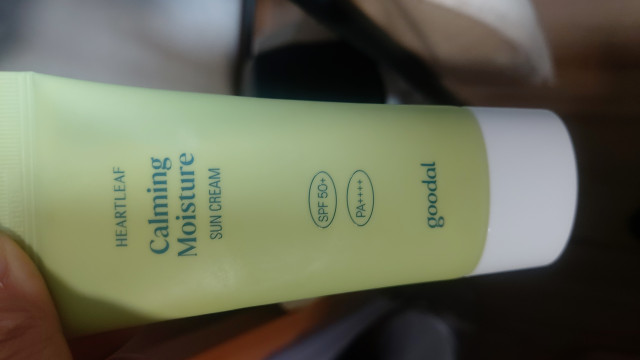 HEARTLEAF
Calming
Moisture
SUN CREAM
SPF 50+
PA++++
goodal